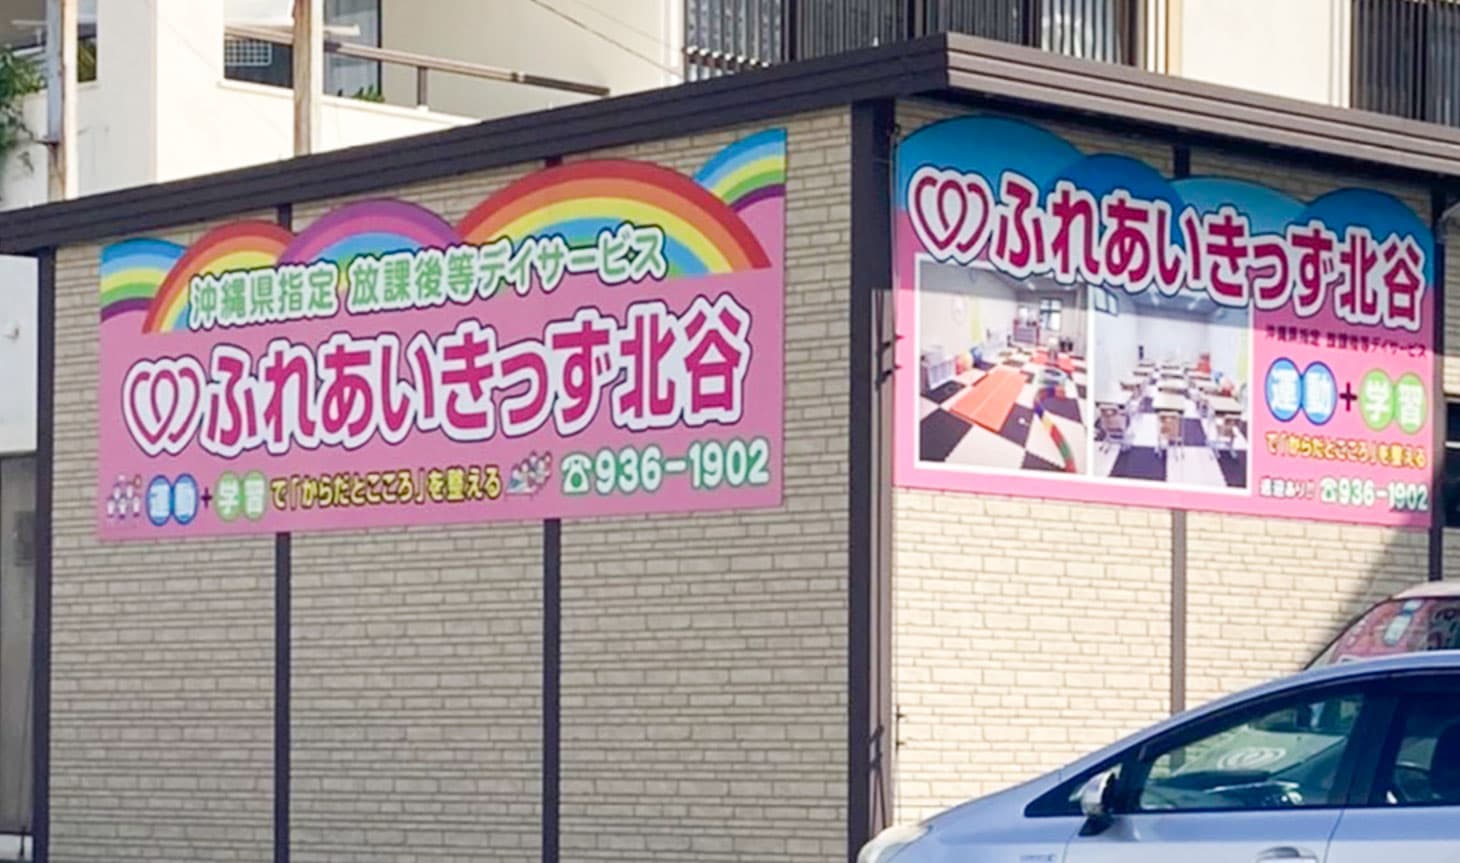 沖縄県指定 放課後等デイサービス
ふれあいきっず北谷
運動+学習で「からだとこころ」を整える ☎936-1902
ふれあいきっず北谷
沖縄県指定 放課後等デイサービス
運動+学習
で「からだとこころ」を整える
送迎あり!! ☎936-1902